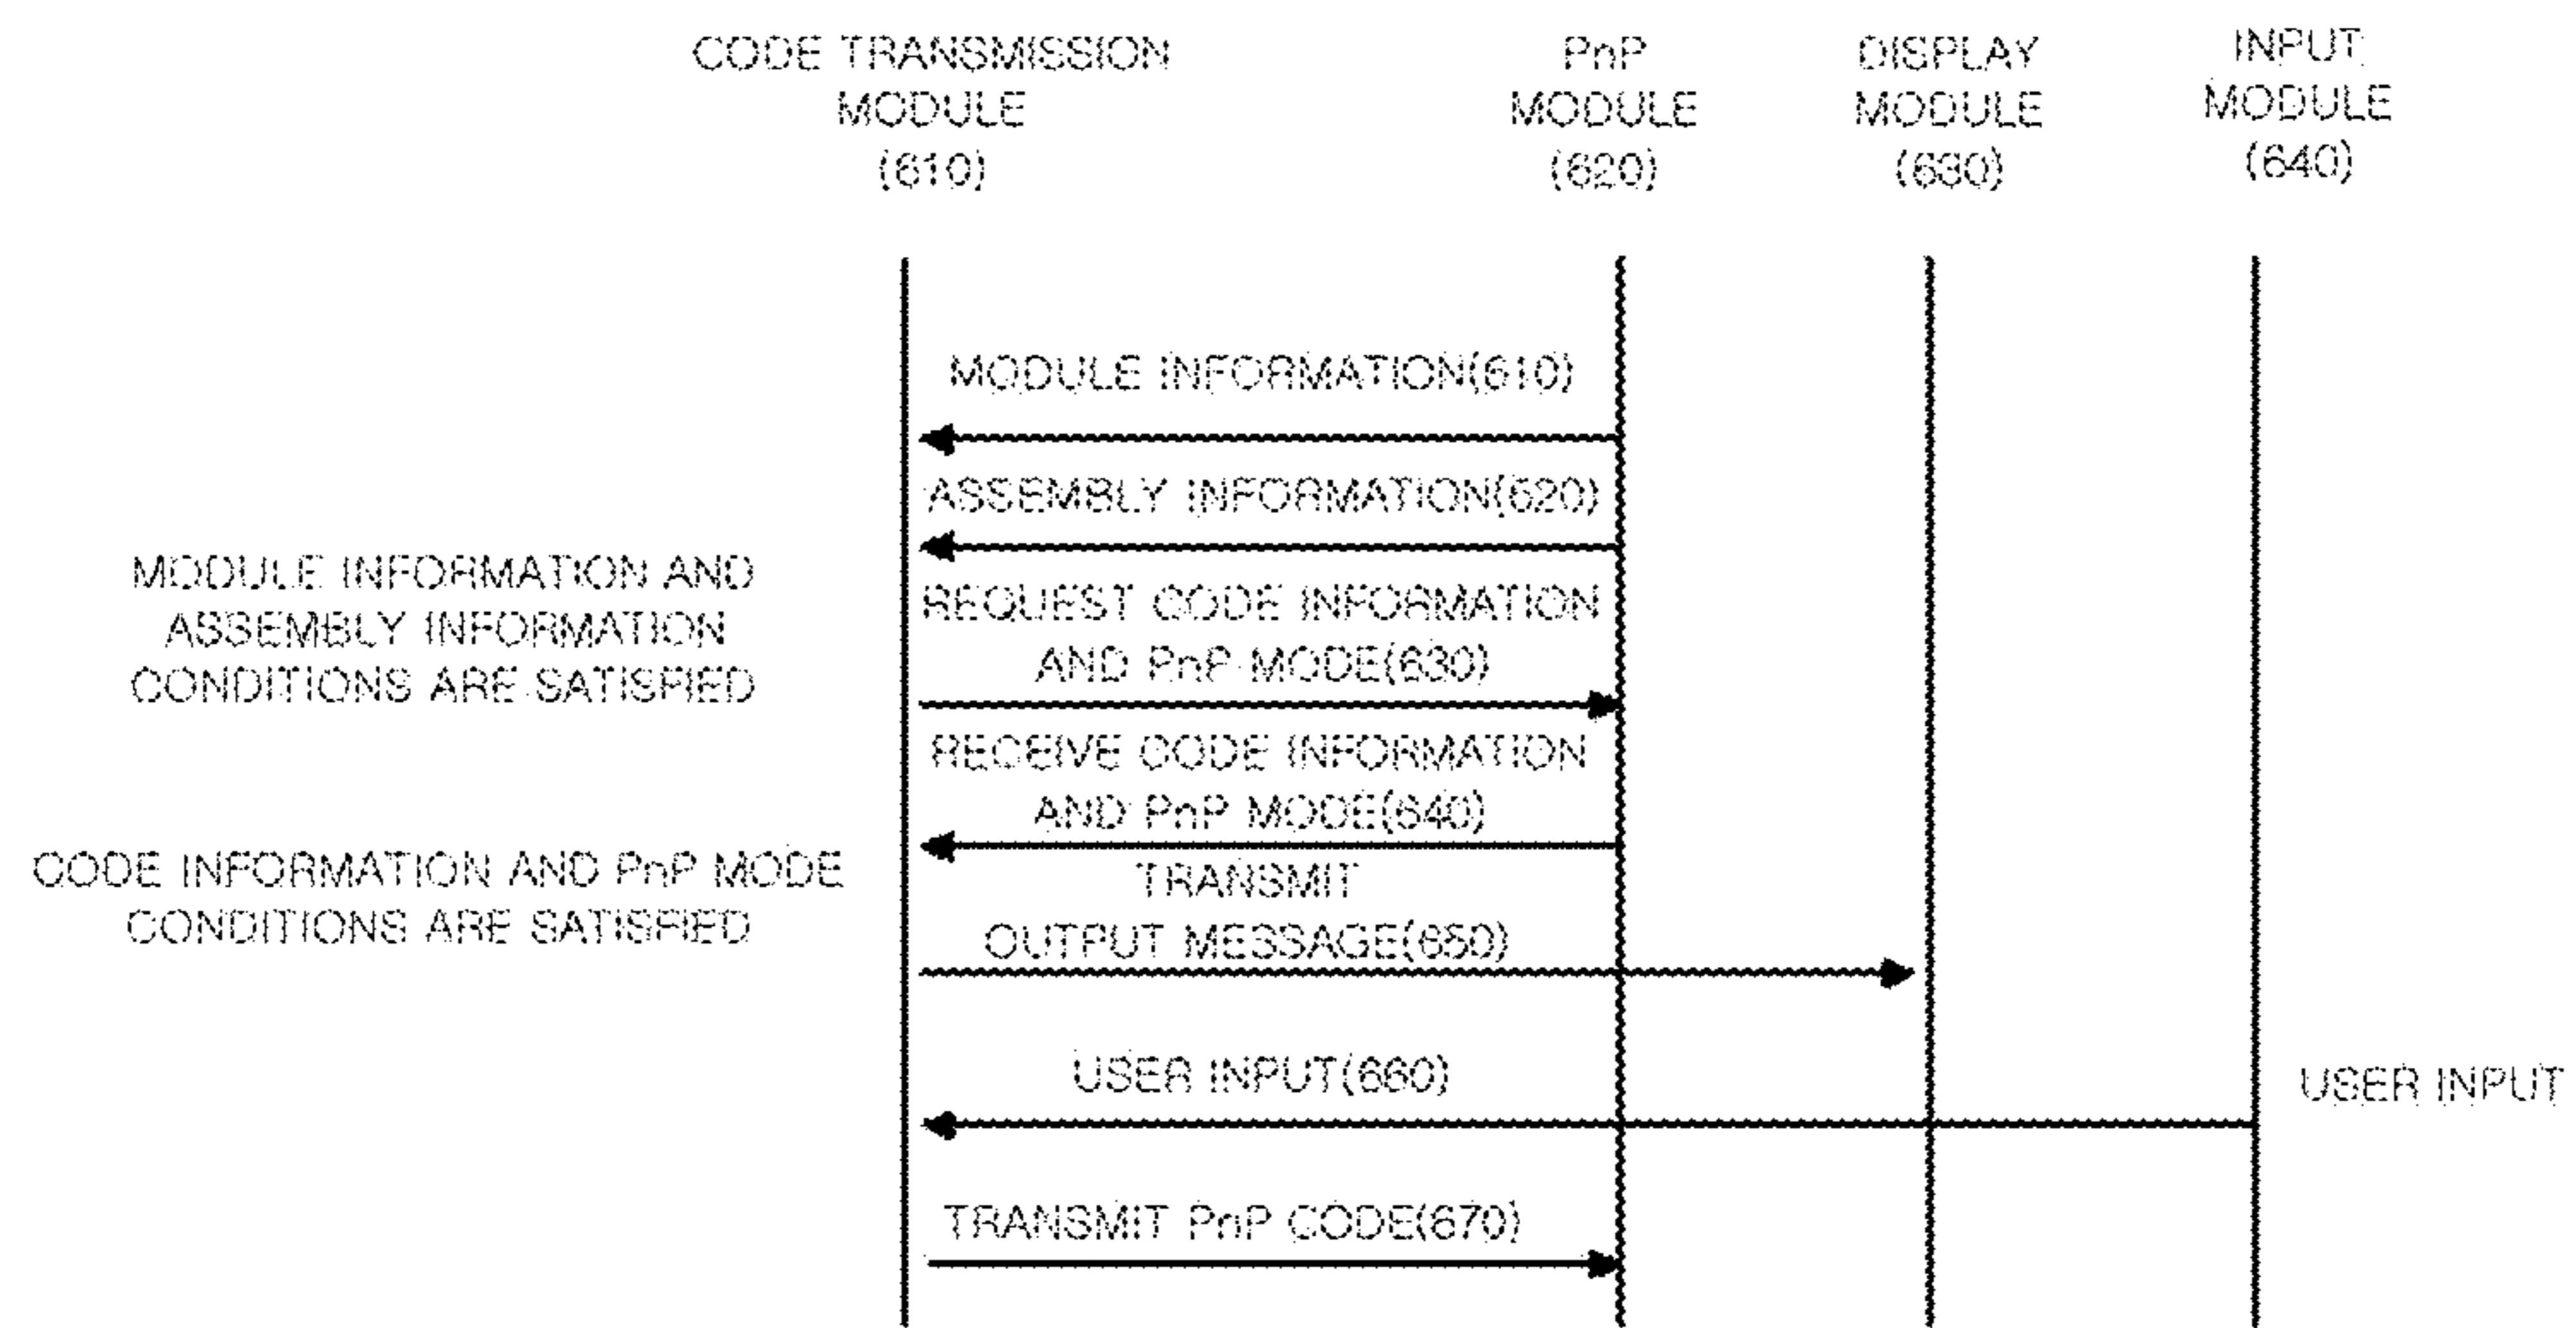 CODE TRANSMISSION
MODULE
(610)
PnP
MODULE
(620)
DISPLAY
MODULE
(630)
INPUT
MODULE
(640)
MODULE INFORMATION(610)
ASSEMBLY INFORMATION(620)
MODULE INFORMATION AND
ASSEMBLY INFORMATION
CONDITIONS ARE SATISFIED
REQUEST CODE INFORMATION
AND PnP MODE(630)
RECEIVE CODE INFORMATION
AND PnP MODE(640)
CODE INFORMATION AND PnP MODE
CONDITIONS ARE SATISFIED
TRANSMIT
OUTPUT MESSAGE(650)
USER INPUT(660)
USER INPUT
TRANSMIT PnP CODE(670)